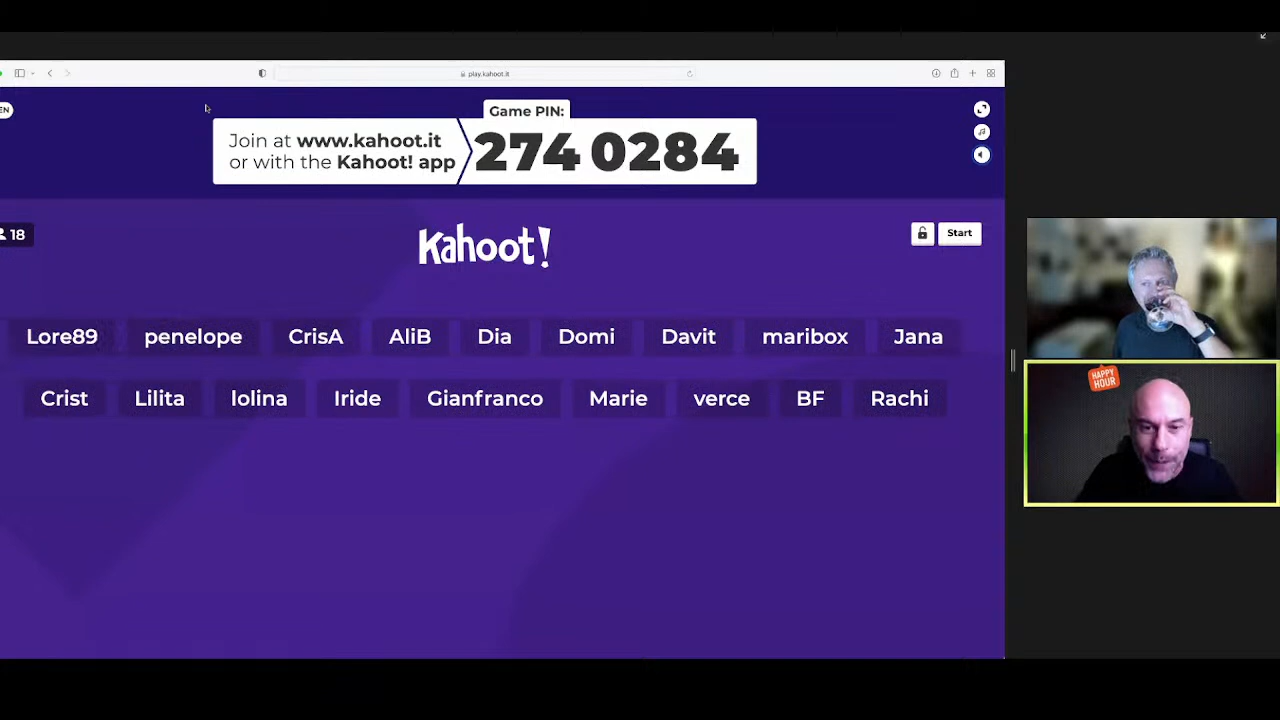 play.kahoot.it
EN
Game PIN:
Join at www.kahoot.it
or with the Kahoot! app
274 0284
18
Kahoot!
Start
Lore89 penelope CrisA AliB Dia Domi Davit maribox Jana
Crist Lilita lolina Iride Gianfranco Marie verce BF Rachi
HAPPY
HOUR